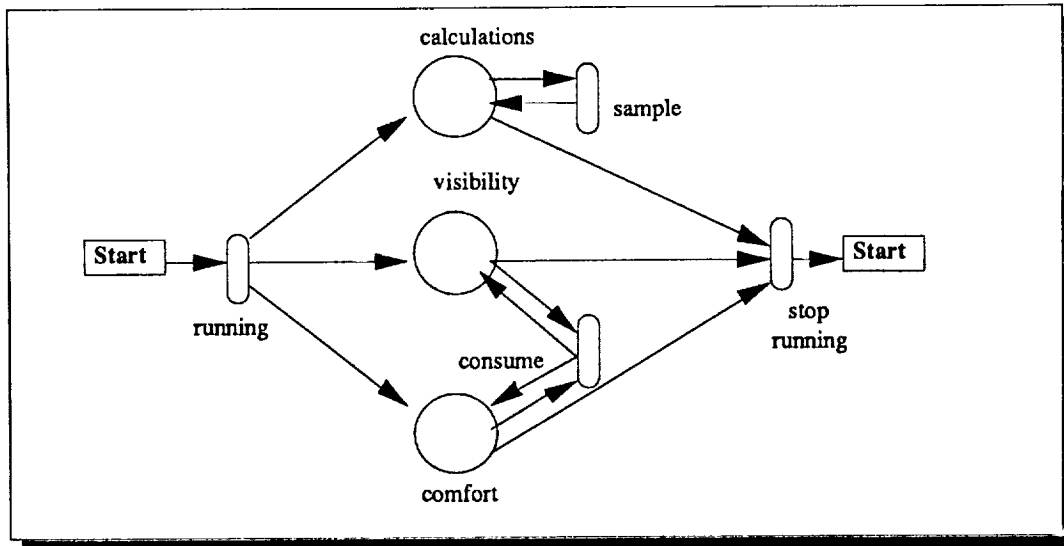 calculations
sample
visibility
Start
Start
running
stop
running
consume
comfort